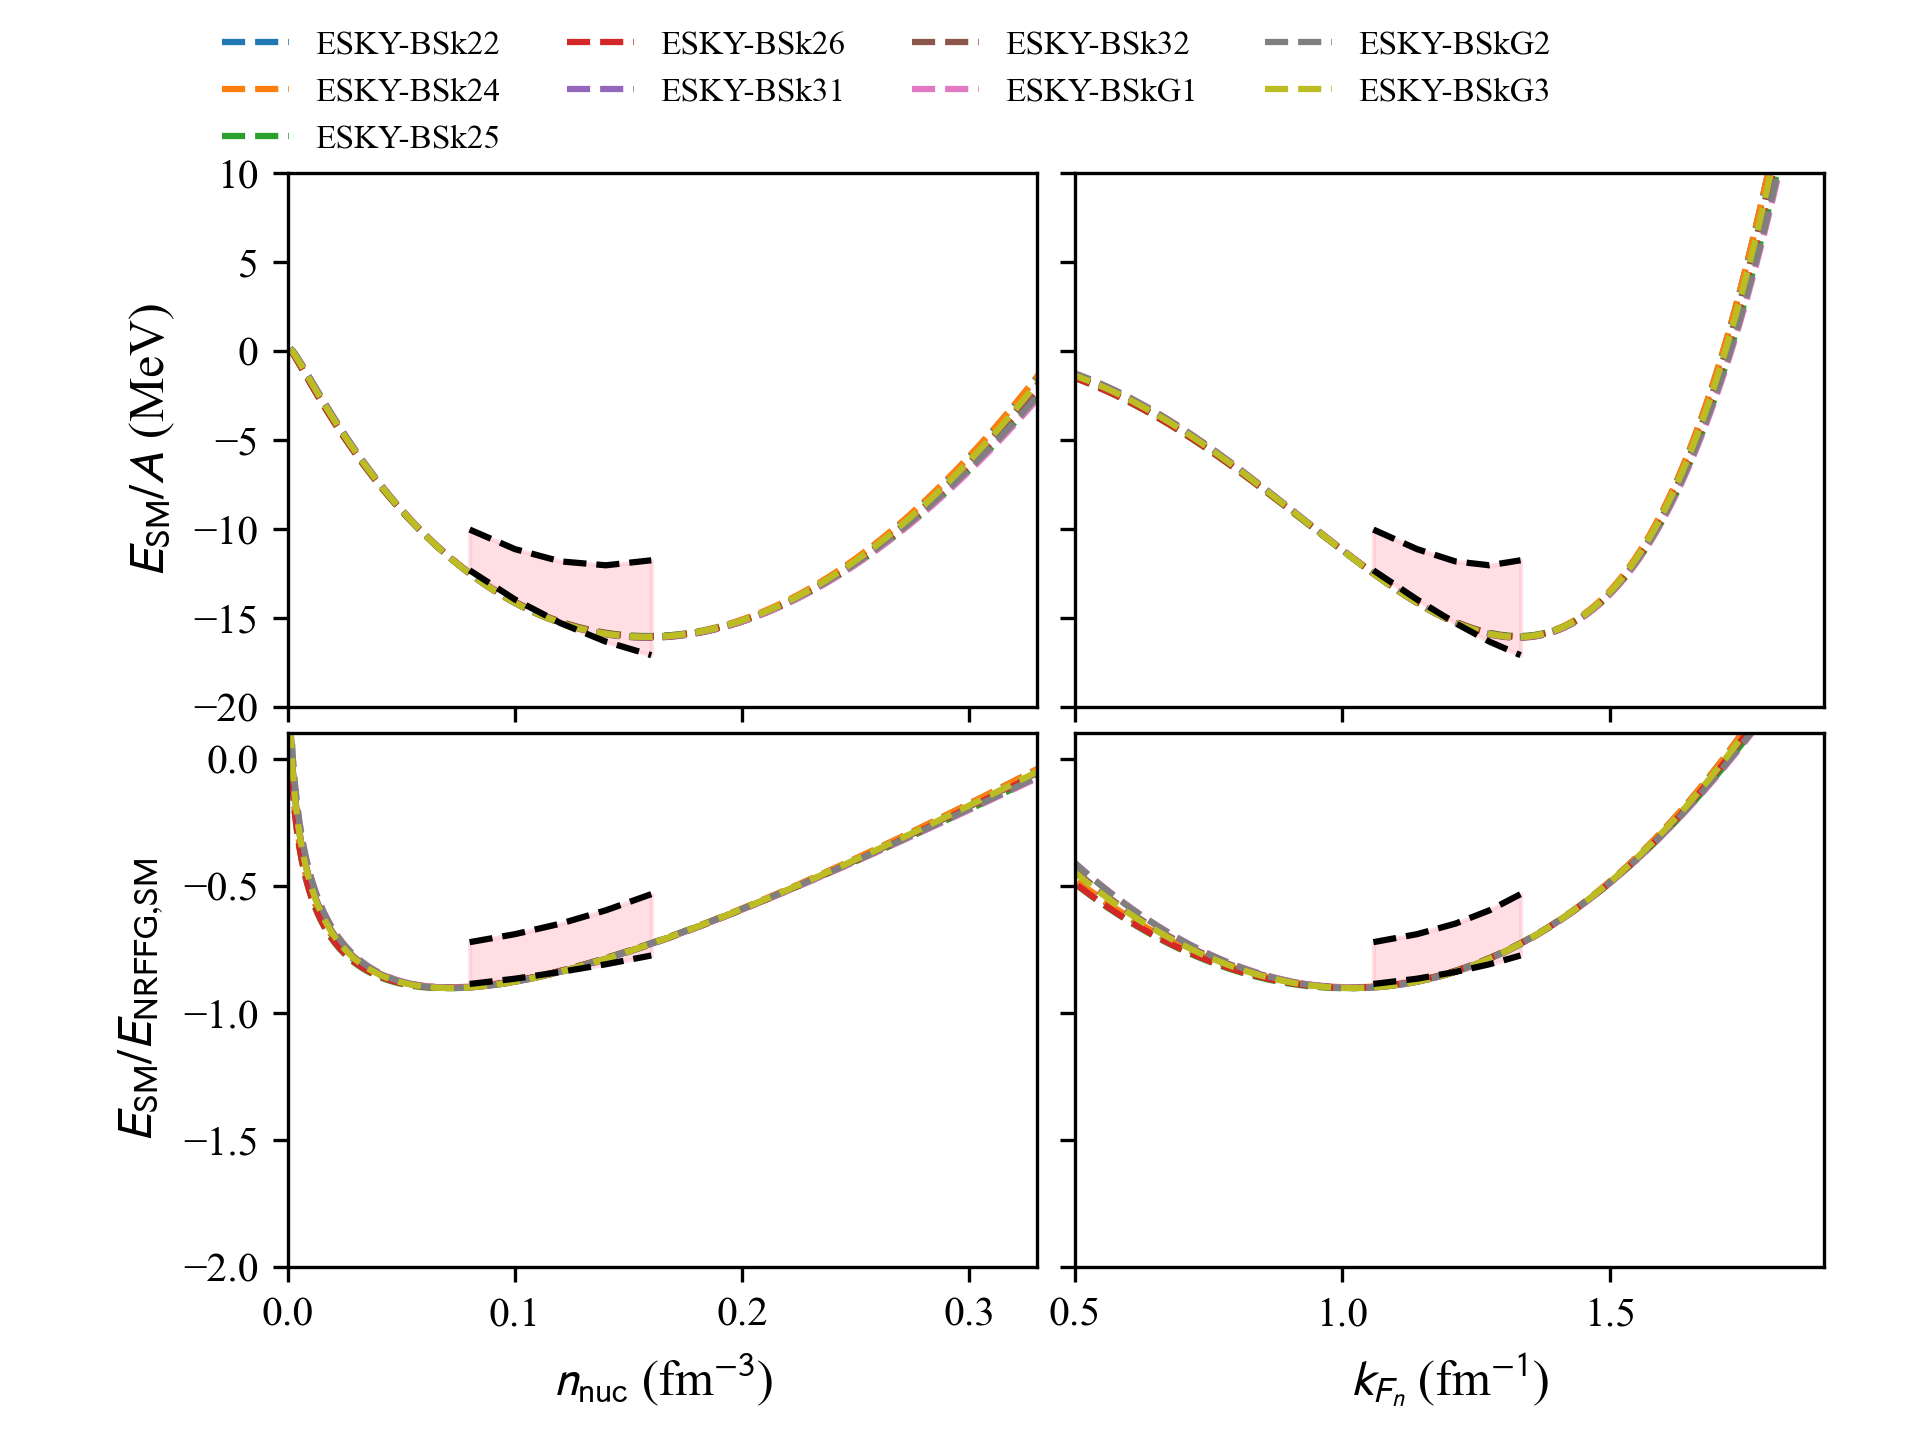 ESKY-BSk22 ESKY-BSk26 ESKY-BSk32 ESKY-BSkG2
ESKY-BSk24 ESKY-BSk31 ESKY-BSkG1 ESKY-BSkG3
ESKY-BSk25
10
5
0
−5
−10
−15
−20
E_SM/A (MeV)
0.0
−0.5
−1.0
−1.5
−2.0
E_SM/E_NRFFG,SM
0.0 0.1 0.2 0.3
0.5 1.0 1.5
n_nuc (fm⁻³)
k_{F_n} (fm⁻¹)